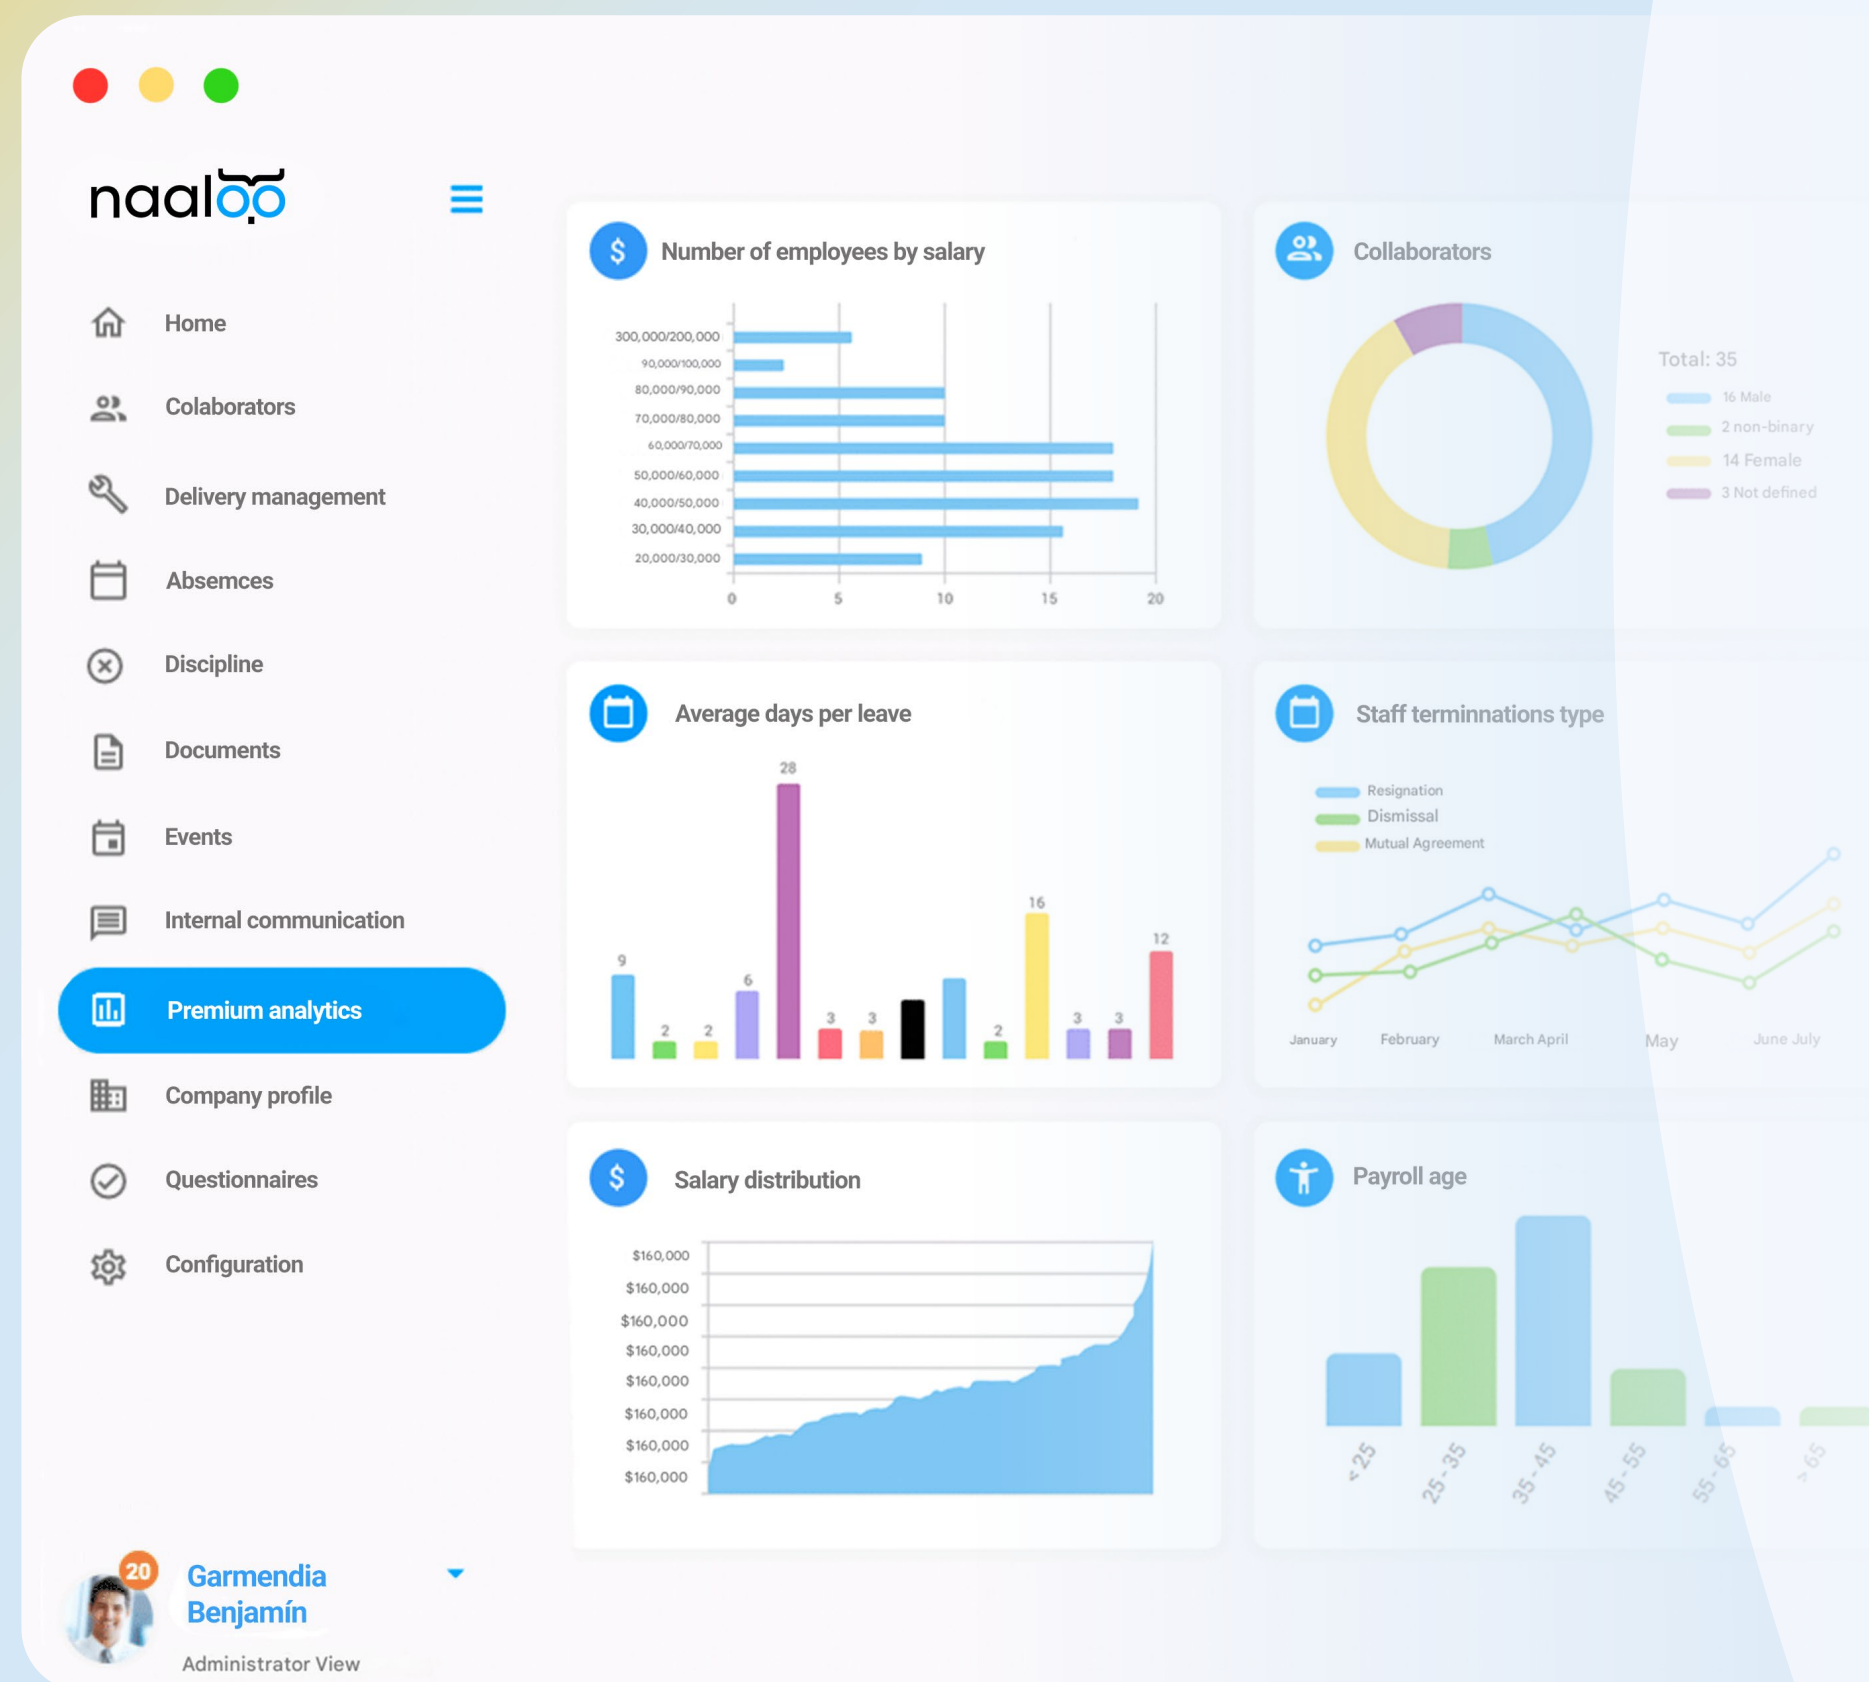 naaloo
Home
Colaborators
Delivery management
Absemces
Discipline
Documents
Events
Internal communication
Premium analytics
Company profile
Questionnaires
Configuration
20
Garmendia
Benjamín
Administrator View
$
Number of employees by salary
300,000/200,000
90,000/100,000
80,000/90,000
70,000/80,000
60,000/70,000
50,000/60,000
40,000/50,000
30,000/40,000
20,000/30,000
0 5 10 15 20
Collaborators
Total: 35
16 Male
2 non-binary
14 Female
3 Not defined
Average days per leave
28
16
12
9
6
3 3 3 3
2 2 2
Staff terminnations type
Resignation
Dismissal
Mutual Agreement
January February March April May June July
$
Salary distribution
$160,000
$160,000
$160,000
$160,000
$160,000
$160,000
$160,000
$160,000
Payroll age
<25 25-35 35-45 45-55 55-65 >65